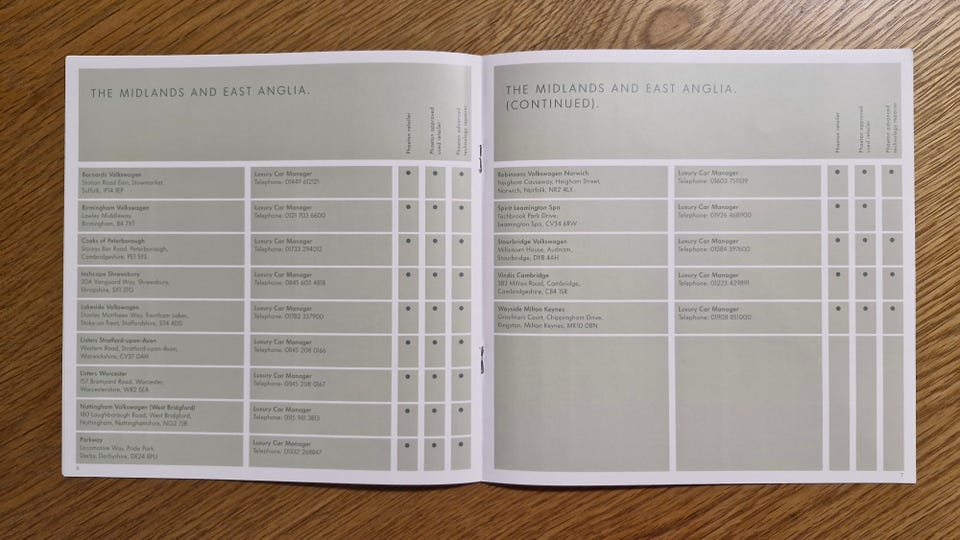 THE MIDLANDS AND EAST ANGLIA.
Phaeton retailer
Phaeton approved
used retailer
Phaeton advanced
technology repairer
Barnards Volkswagen
Station Road East, Stowmarket,
Suffolk, IP14 1EP
Luxury Car Manager
Telephone: 01449 612121
Birmingham Volkswagen
Lawley Middleway,
Birmingham, B4 7XT
Luxury Car Manager
Telephone: 0121 703 6600
Cooks of Peterborough
Storeys Bar Road, Peterborough,
Cambridgeshire, PE1 5YS
Luxury Car Manager
Telephone: 01733 294010
Inchcape Shrewsbury
20A Vanguard Way, Shrewsbury,
Shropshire, SY1 3TG
Luxury Car Manager
Telephone: 0845 603 4818
Lakeside Volkswagen
Stanley Matthews Way, Trentham Lakes,
Stoke-on-Trent, Staffordshire, ST4 4DD
Luxury Car Manager
Telephone: 01782 337900
Listers Stratford-upon-Avon
Western Road, Stratford-upon-Avon,
Warwickshire, CV37 0AH
Luxury Car Manager
Telephone: 0845 208 0166
Listers Worcester
157 Bromyard Road, Worcester,
Worcestershire, WR2 5EA
Luxury Car Manager
Telephone: 0845 208 0167
Nottingham Volkswagen (West Bridgford)
180 Loughborough Road, West Bridgford,
Nottingham, Nottinghamshire, NG2 7JB
Luxury Car Manager
Telephone: 0115 981 3813
Parkway
Locomotive Way, Pride Park,
Derby, Derbyshire, DE24 8PU
Luxury Car Manager
Telephone: 01332 268847
6
THE MIDLANDS AND EAST ANGLIA.
(CONTINUED).
Phaeton retailer
Phaeton approved
used retailer
Phaeton advanced
technology repairer
Robinsons Volkswagen Norwich
Heigham Causeway, Heigham Street,
Norwich, Norfolk, NR2 4LX
Luxury Car Manager
Telephone: 01603 751109
Spirit Leamington Spa
Tachbrook Park Drive,
Leamington Spa, CV34 6RW
Luxury Car Manager
Telephone: 01926 468900
Stourbridge Volkswagen
Millenium House, Audnam,
Stourbridge, DY8 4AH
Luxury Car Manager
Telephone: 01384 397600
Vindis Cambridge
383 Milton Road, Cambridge,
Cambridgeshire, CB4 1SR
Luxury Car Manager
Telephone: 01223 429891
Wayside Milton Keynes
Greyfriars Court, Chippingham Drive,
Kingston, Milton Keynes, MK10 0BN
Luxury Car Manager
Telephone: 01908 851000
7